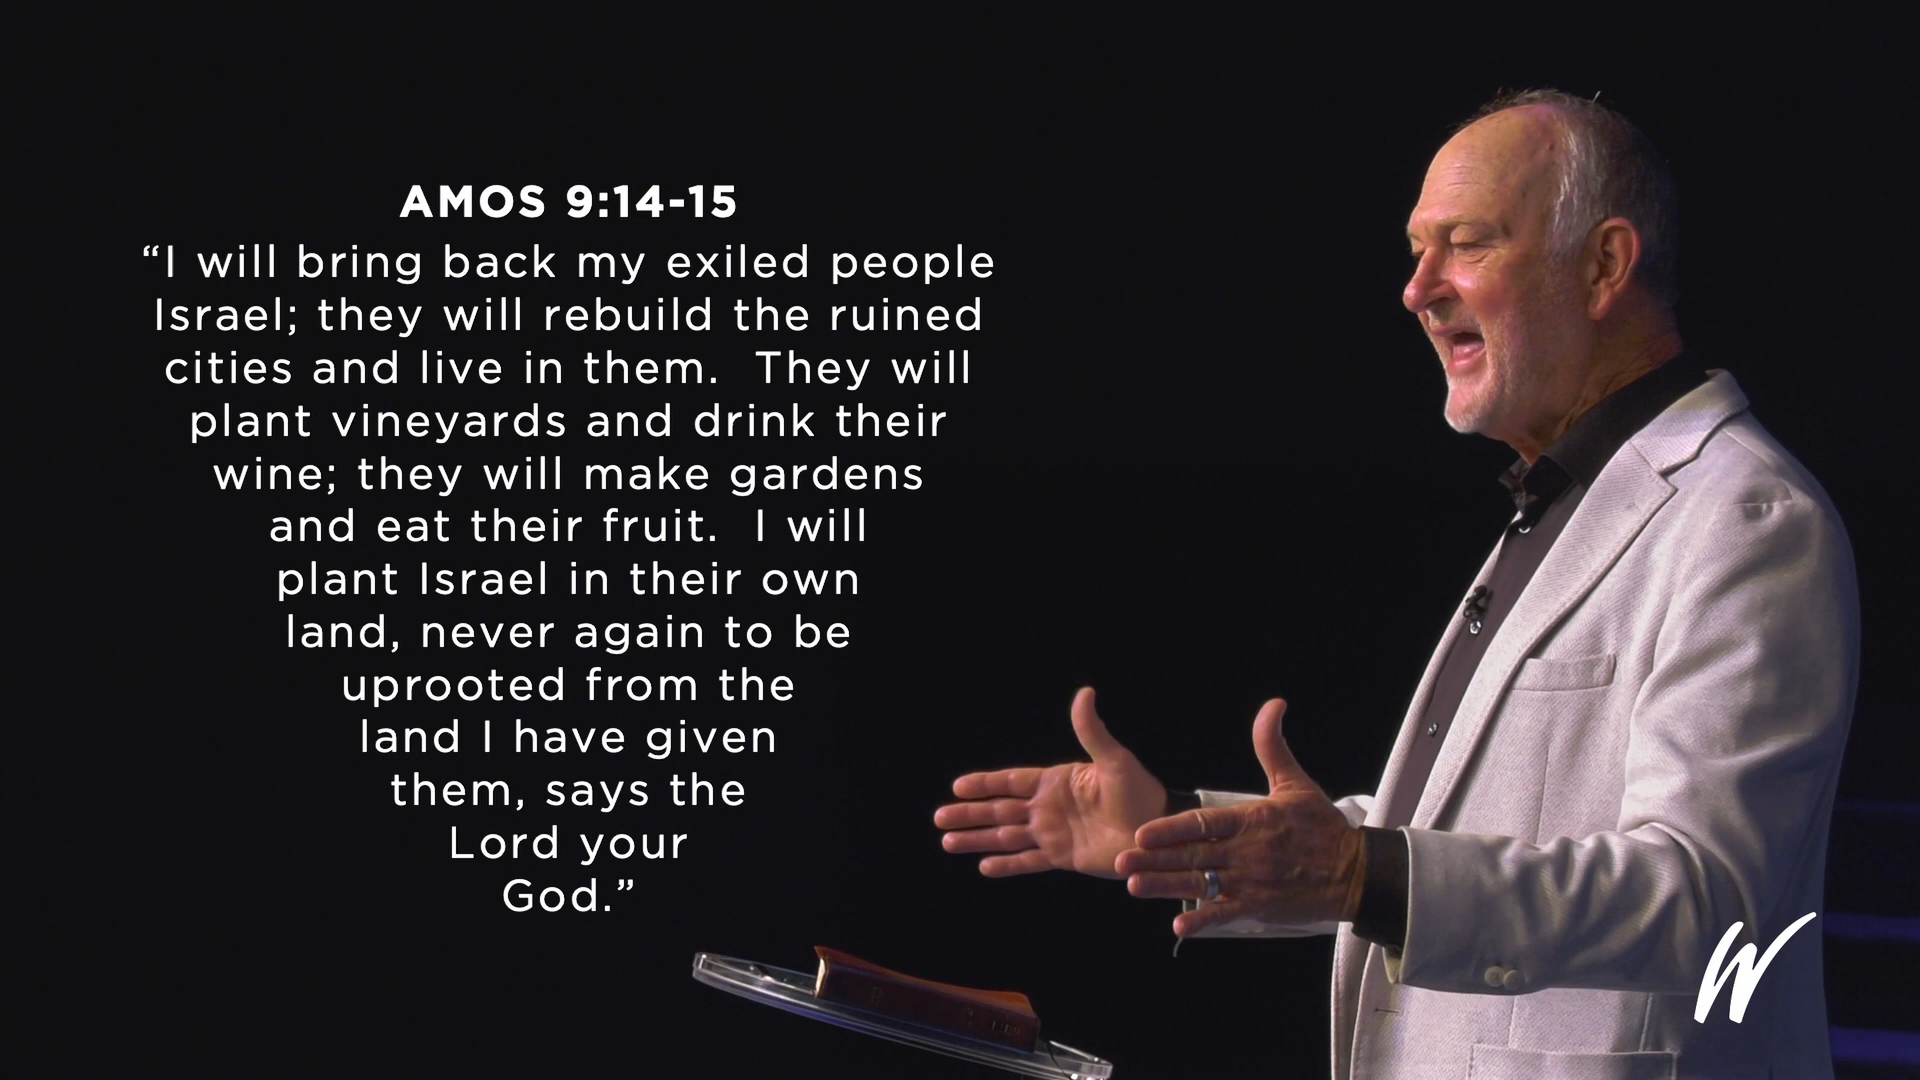 AMOS 9:14-15
“I will bring back my exiled people
Israel; they will rebuild the ruined
cities and live in them.  They will
plant vineyards and drink their
wine; they will make gardens
and eat their fruit.  I will
plant Israel in their own
land, never again to be
uprooted from the
land I have given
them, says the
Lord your
God.”
W